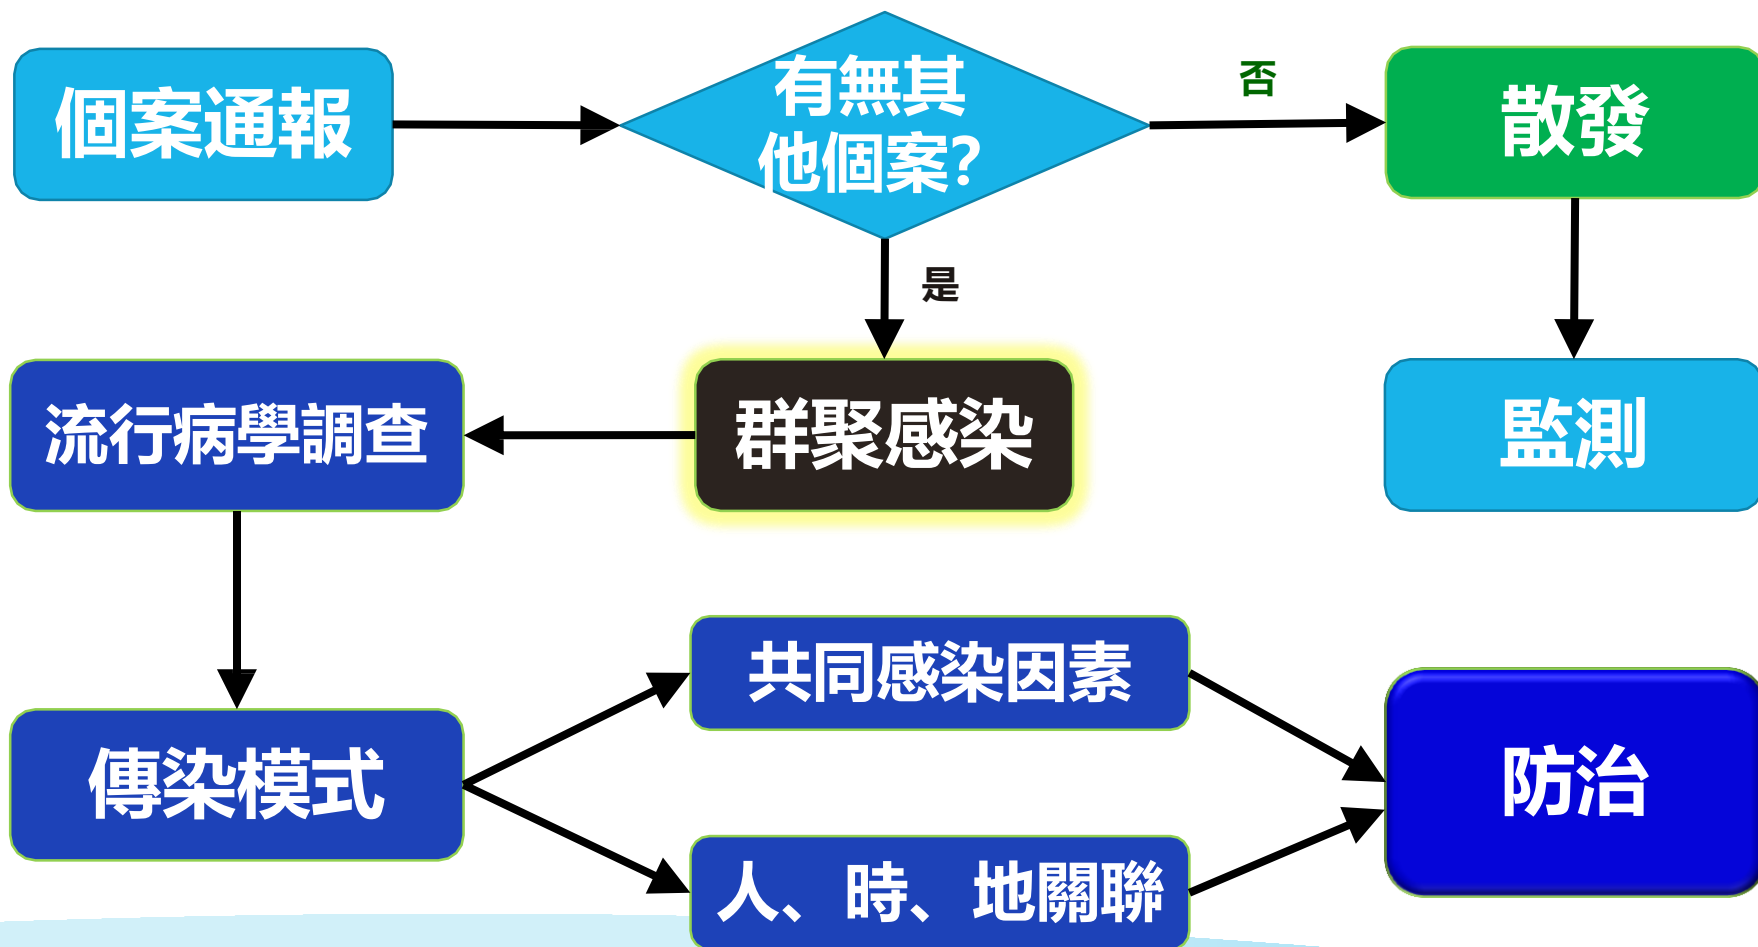 個案通報
有無其
他個案?
否
散發
是
流行病學調查
群聚感染
監測
共同感染因素
傳染模式
防治
人、時、地關聯